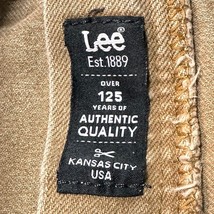 Lee
Est.1889
OVER
125
YEARS OF
AUTHENTIC
QUALITY
KANSAS CITY
USA